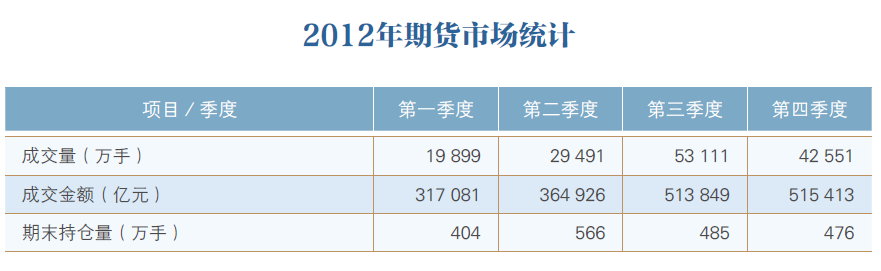 2012年期货市场统计
项目／季度 第一季度 第二季度 第三季度 第四季度
成交量（万手） 19 899 29 491 53 111 42 551
成交金额（亿元） 317 081 364 926 513 849 515 413
期末持仓量（万手） 404 566 485 476